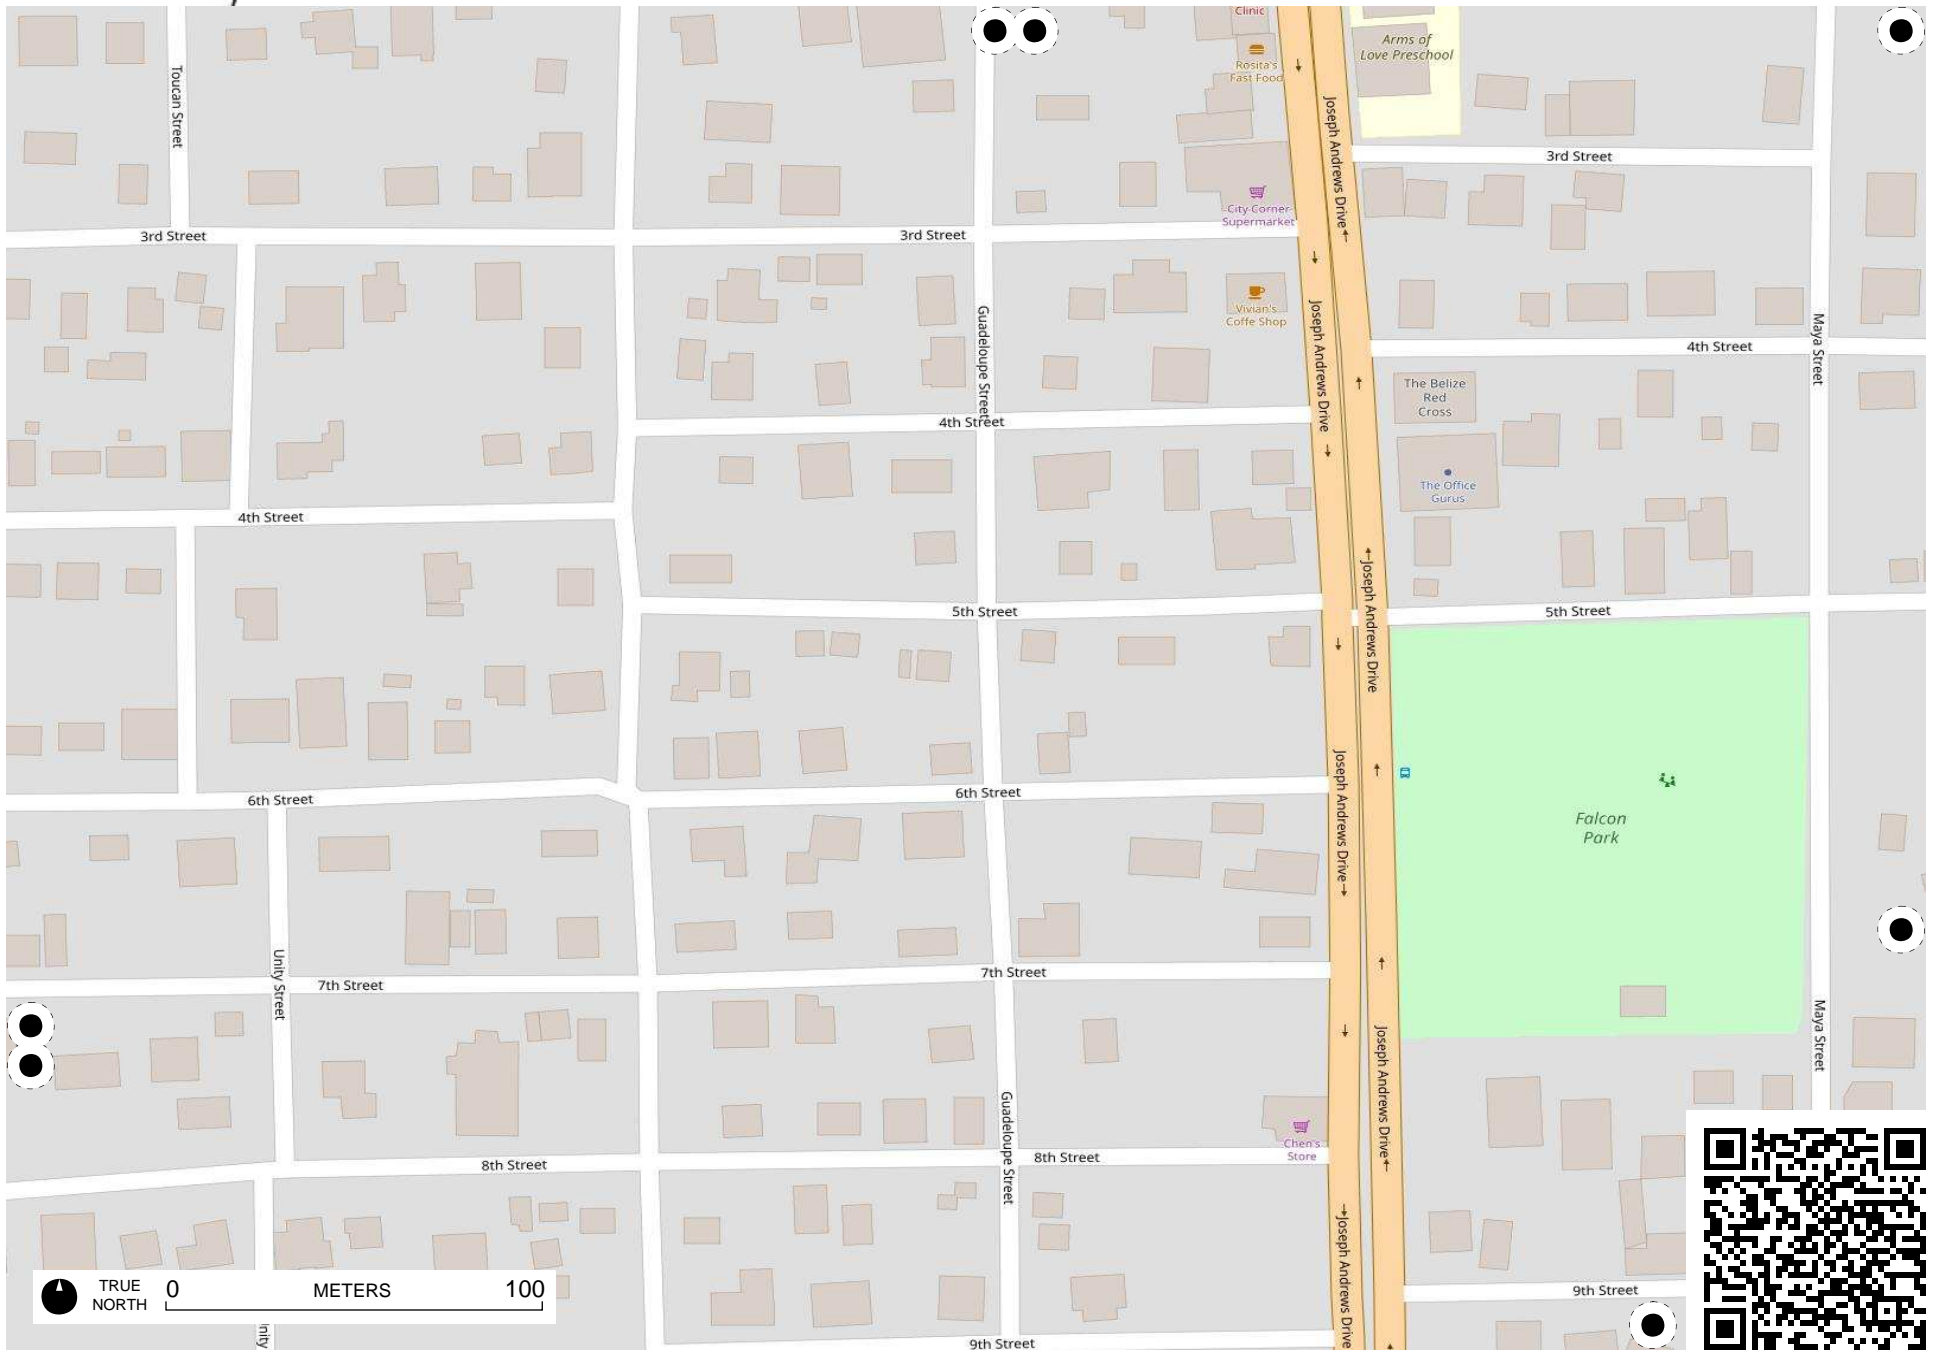 Clinic
Arms of
Love Preschool
Rosita's
Fast Food
Toucan Street
Joseph Andrews Drive
3rd Street
City Corner
Supermarket
3rd Street
3rd Street
Vivian's
Coffe Shop
Guadeloupe Street
Joseph Andrews Drive
Maya Street
4th Street
The Belize
Red
Cross
4th Street
The Office
Gurus
4th Street
5th Street
5th Street
Joseph Andrews Drive
6th Street
6th Street
Joseph Andrews Drive
Falcon
Park
7th Street
7th Street
Unity Street
Maya Street
Joseph Andrews Drive
Guadeloupe Street
Chen's
Store
8th Street
8th Street
Joseph Andrews Drive
TRUE
NORTH
0 METERS 100
9th Street
9th Street